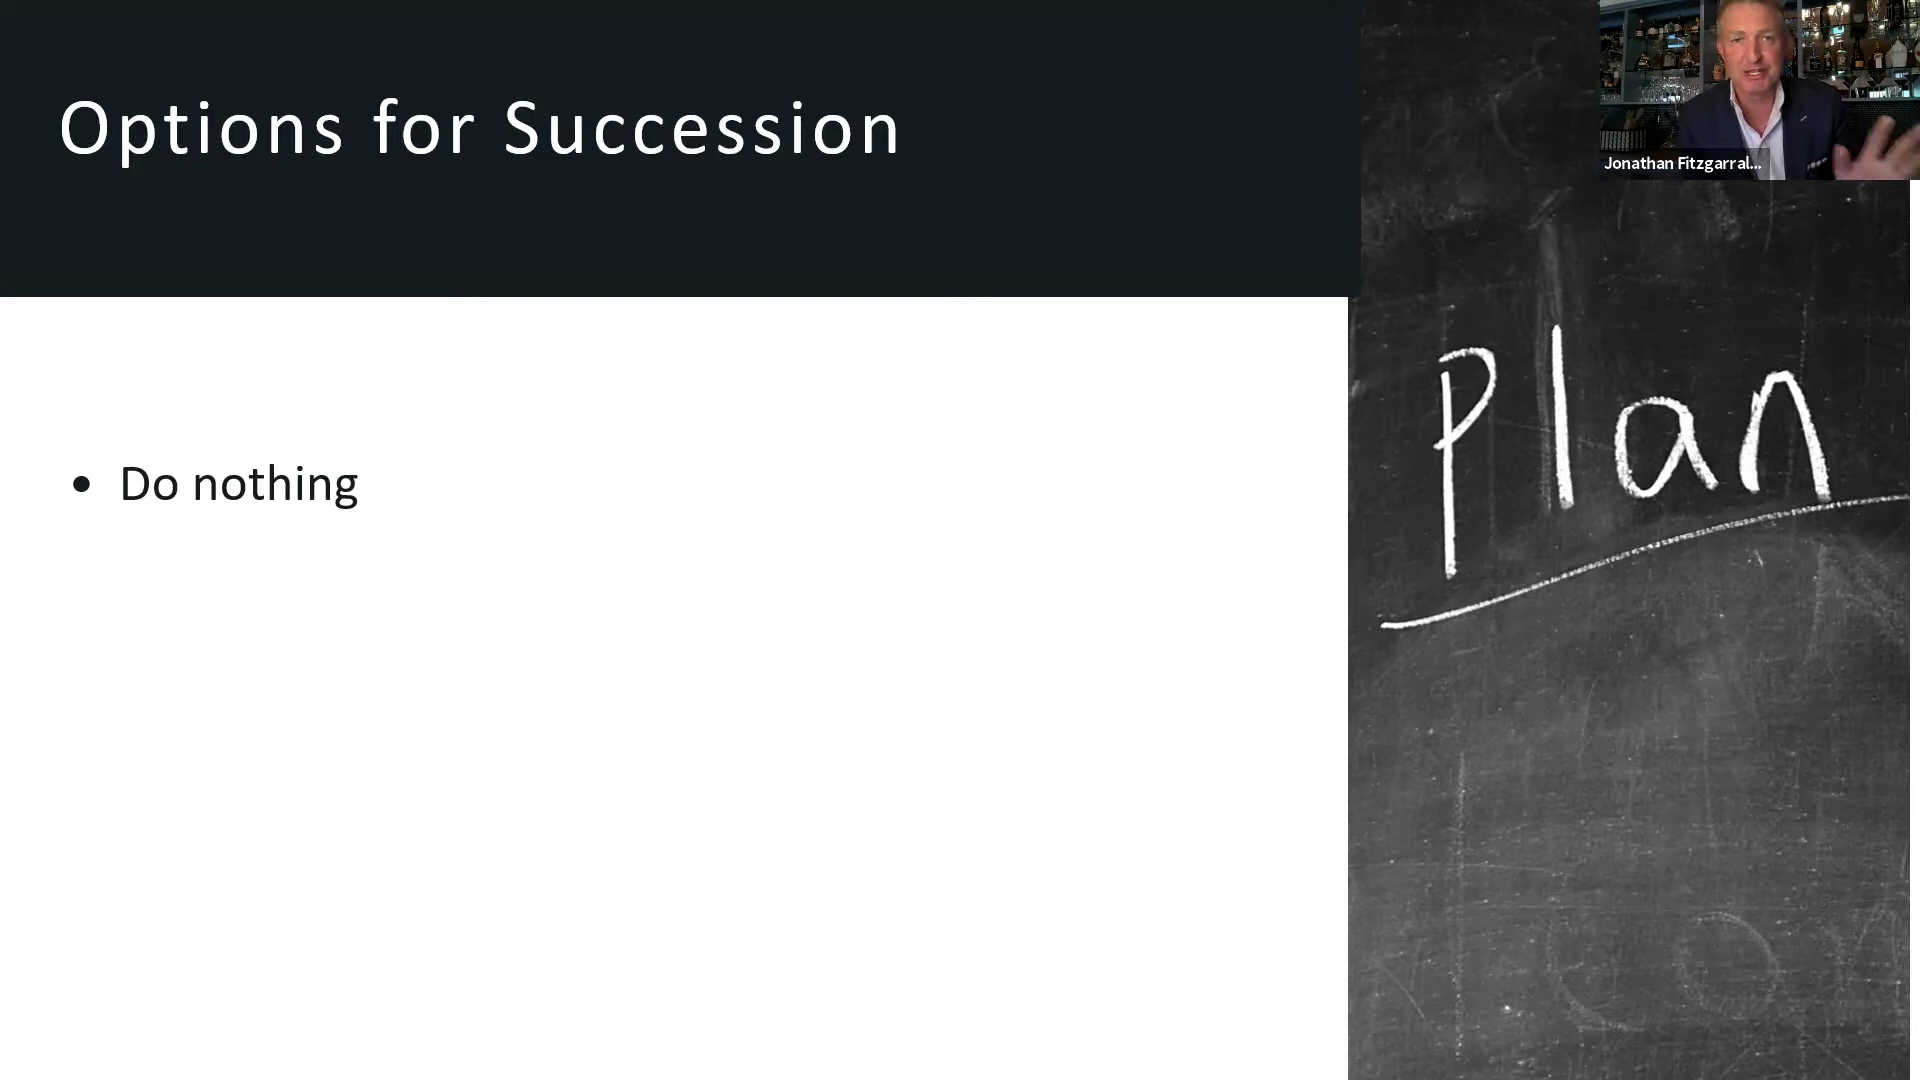 Options for Succession
Jonathan Fitzgarral...
Plan
• Do nothing